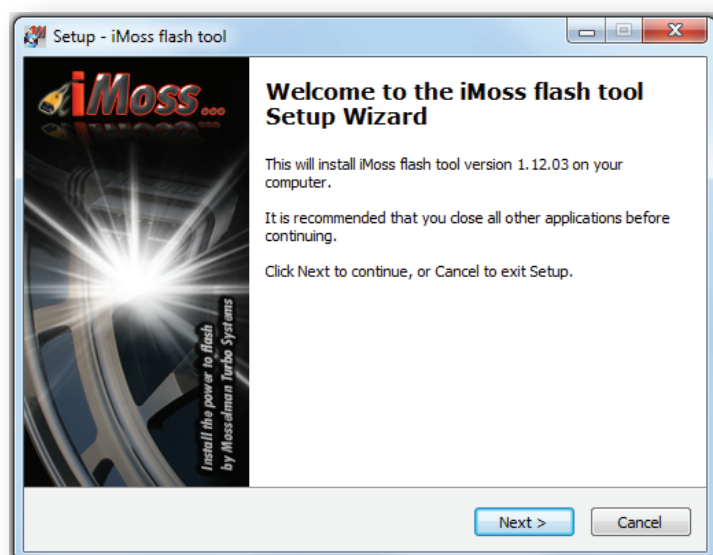 Setup - iMoss flash tool
iMoss...
Welcome to the iMoss flash tool
Setup Wizard
This will install iMoss flash tool version 1.12.03 on your
computer.
It is recommended that you close all other applications before
continuing.
Click Next to continue, or Cancel to exit Setup.
Install the power to flash
by Mosselman Turbo Systems
Next >
Cancel